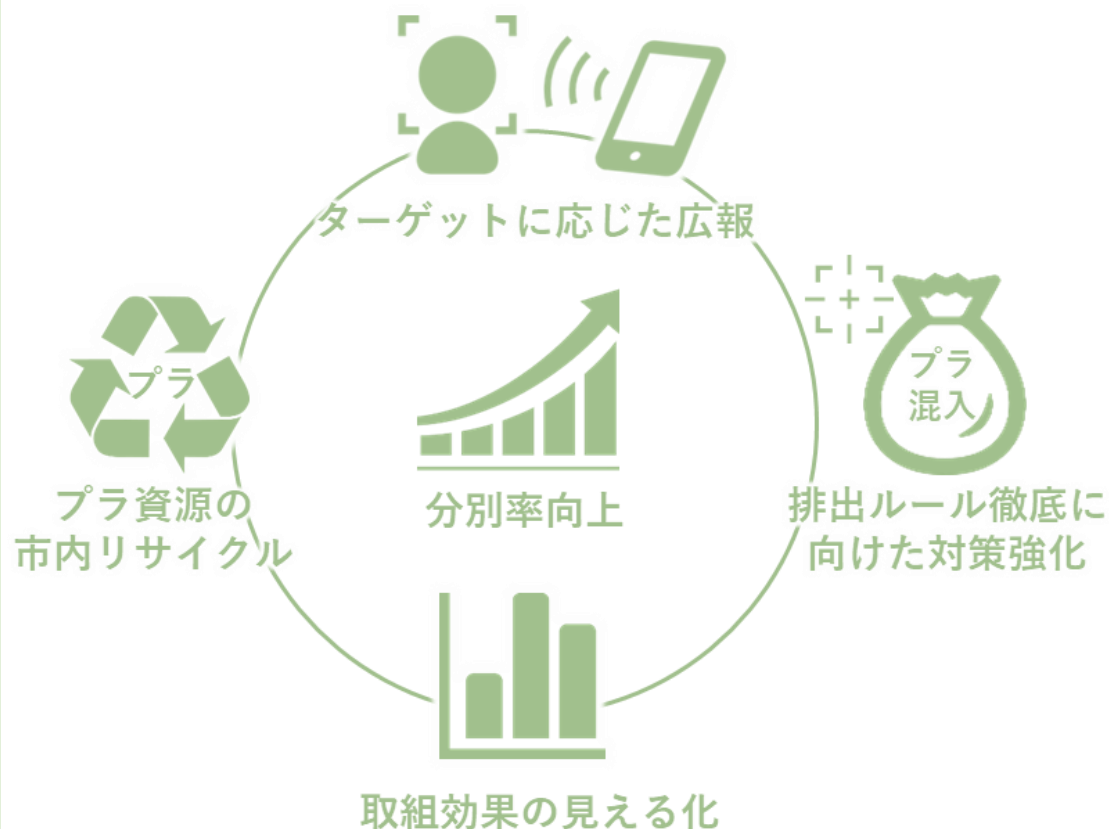 ターゲットに応じた広報
プラ
混入
プラ
プラ資源の
市内リサイクル
分別率向上
排出ルール徹底に
向けた対策強化
取組効果の見える化